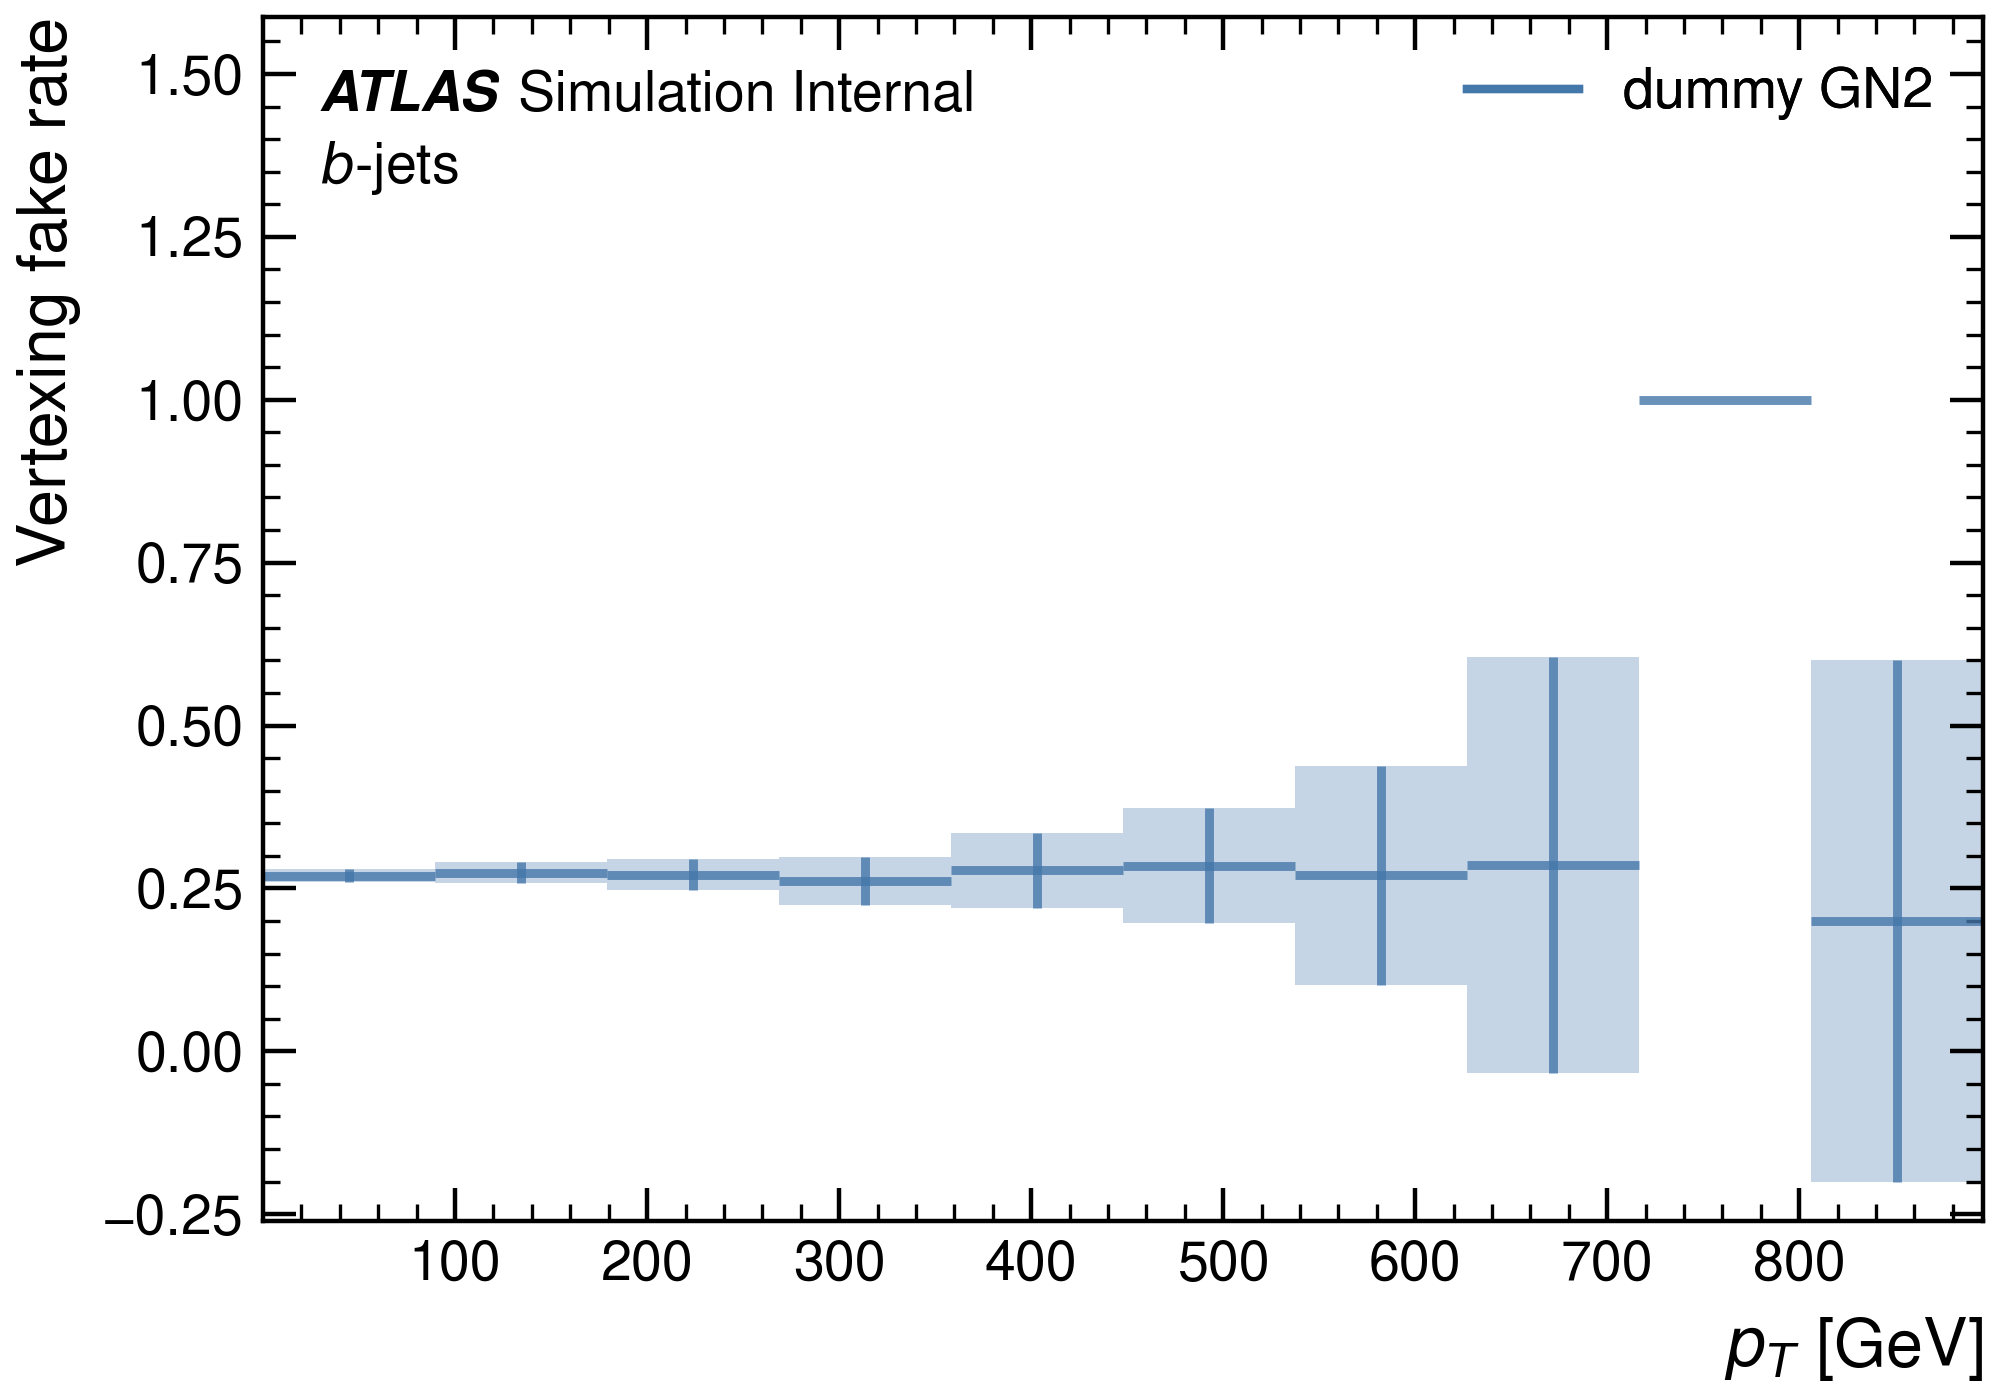 Vertexing fake rate
ATLAS Simulation Internal
b-jets
dummy GN2
1.50
1.25
1.00
0.75
0.50
0.25
0.00
−0.25
100 200 300 400 500 600 700 800
pT [GeV]